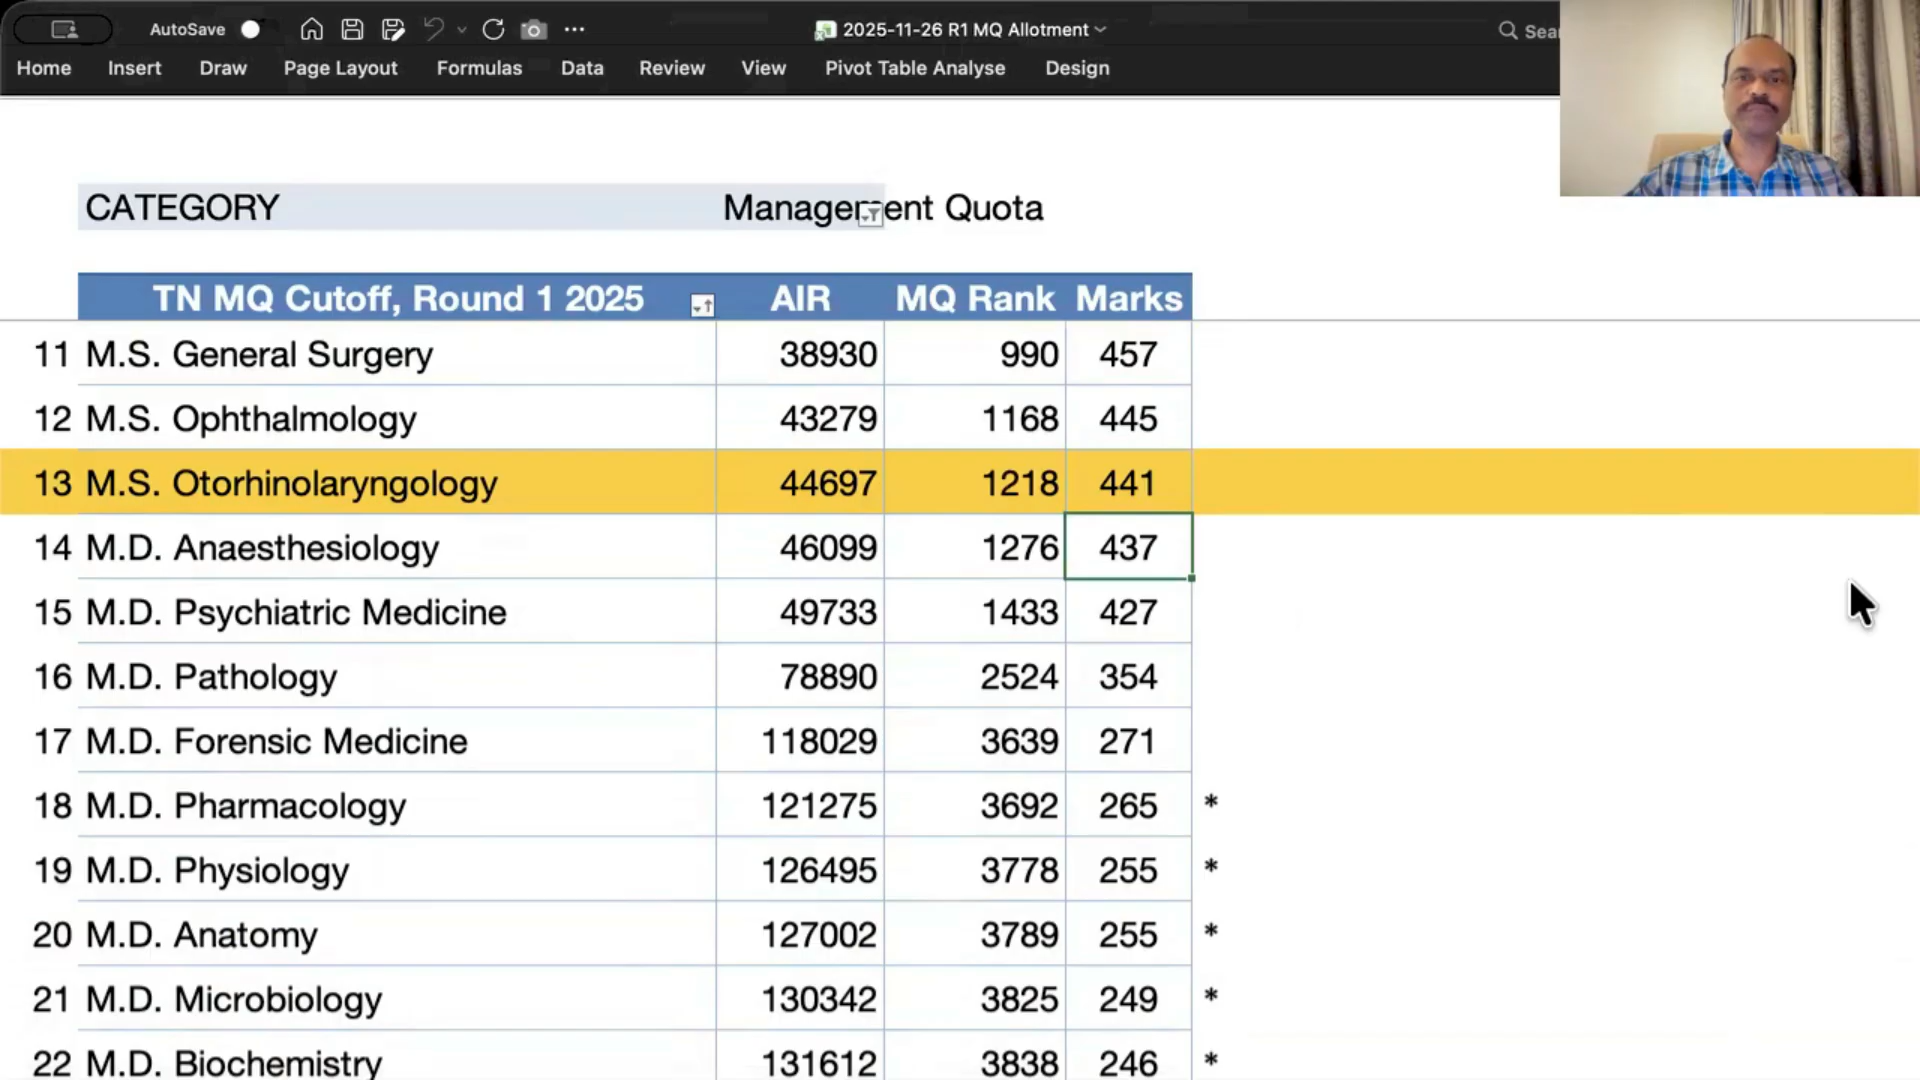 AutoSave
2025-11-26 R1 MQ Allotment
Home Insert Draw Page Layout Formulas Data Review View Pivot Table Analyse Design
CATEGORY Management Quota
TN MQ Cutoff, Round 1 2025 AIR MQ Rank Marks
11 M.S. General Surgery 38930 990 457
12 M.S. Ophthalmology 43279 1168 445
13 M.S. Otorhinolaryngology 44697 1218 441
14 M.D. Anaesthesiology 46099 1276 437
15 M.D. Psychiatric Medicine 49733 1433 427
16 M.D. Pathology 78890 2524 354
17 M.D. Forensic Medicine 118029 3639 271
18 M.D. Pharmacology 121275 3692 265 *
19 M.D. Physiology 126495 3778 255 *
20 M.D. Anatomy 127002 3789 255 *
21 M.D. Microbiology 130342 3825 249 *
22 M.D. Biochemistry 131612 3838 246 *